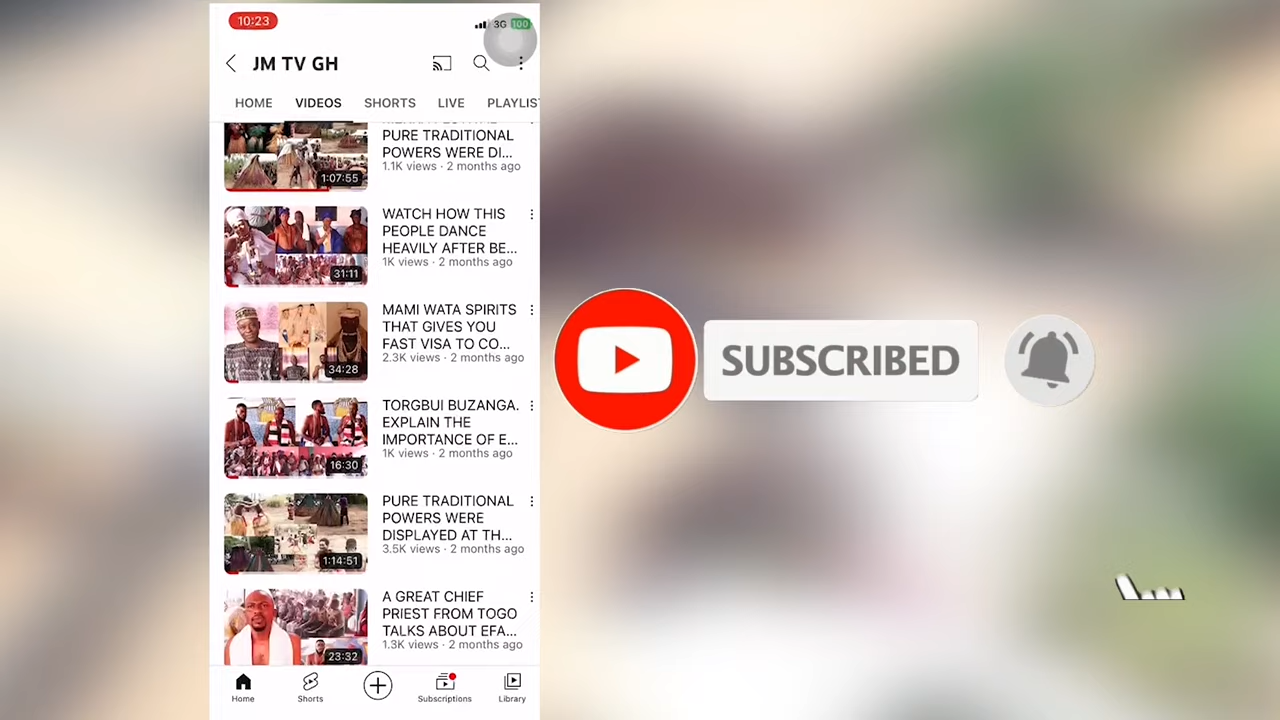 10:23
3G 100
JM TV GH
HOME VIDEOS SHORTS LIVE PLAYLIS
PURE TRADITIONAL
POWERS WERE DI...
1.1K views · 2 months ago
1:07:55
WATCH HOW THIS
PEOPLE DANCE
HEAVILY AFTER BE...
1K views · 2 months ago
31:11
MAMI WATA SPIRITS
THAT GIVES YOU
FAST VISA TO CO...
2.3K views · 2 months ago
34:28
TORGBUI BUZANGA.
EXPLAIN THE
IMPORTANCE OF E...
1K views · 2 months ago
16:30
PURE TRADITIONAL
POWERS WERE
DISPLAYED AT TH...
3.5K views · 2 months ago
1:14:51
A GREAT CHIEF
PRIEST FROM TOGO
TALKS ABOUT EFA...
1.3K views · 2 months ago
23:32
Home Shorts Subscriptions Library
SUBSCRIBED